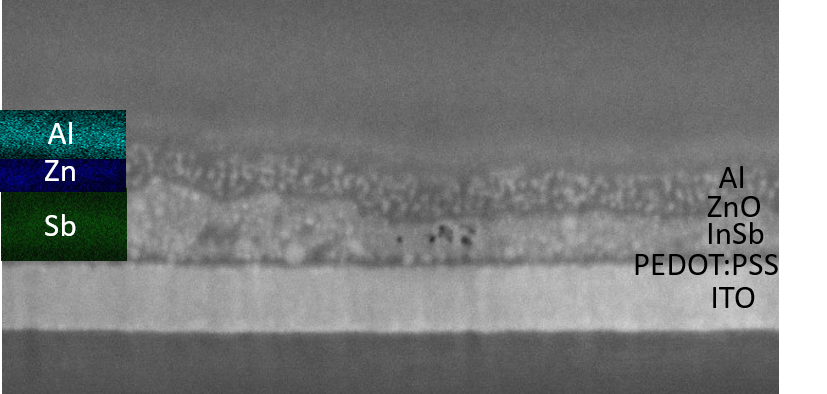 Al
Zn
Sb
Al
ZnO
InSb
PEDOT:PSS
ITO